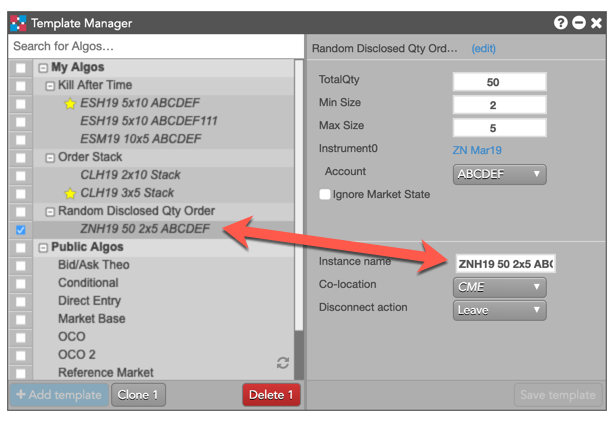 Template Manager
Search for Algos...
My Algos
Kill After Time
ESH19 5x10 ABCDEF
ESH19 5x10 ABCDEF111
ESM19 10x5 ABCDEF
Order Stack
CLH19 2x10 Stack
CLH19 3x5 Stack
Random Disclosed Qty Order
ZNH19 50 2x5 ABCDEF
Public Algos
Bid/Ask Theo
Conditional
Direct Entry
Market Base
OCO
OCO 2
Reference Market
+ Add template
Clone 1
Delete 1
Random Disclosed Qty Ord... (edit)
TotalQty 50
Min Size 2
Max Size 5
Instrument0 ZN Mar19
Account ABCDEF
Ignore Market State
Instance name ZNH19 50 2x5 AB
Co-location CME
Disconnect action Leave
Save template